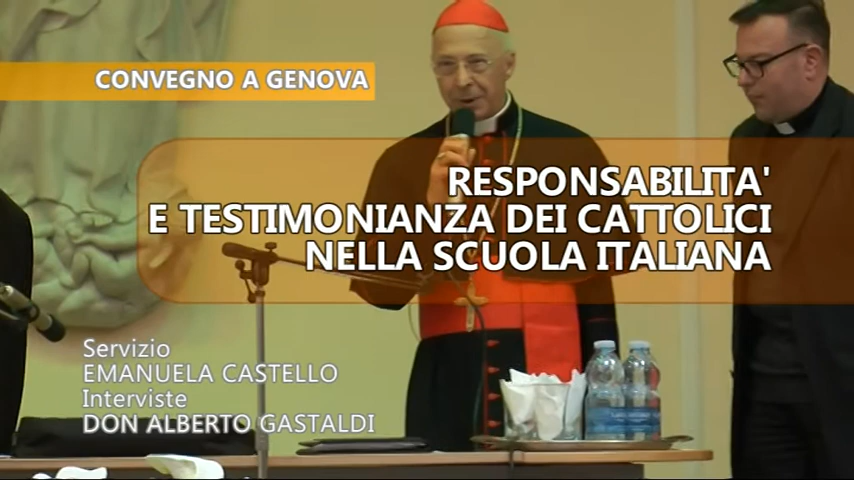 CONVEGNO A GENOVA
RESPONSABILITA'
E TESTIMONIANZA DEI CATTOLICI
NELLA SCUOLA ITALIANA
Servizio
EMANUELA CASTELLO
Interviste
DON ALBERTO GASTALDI